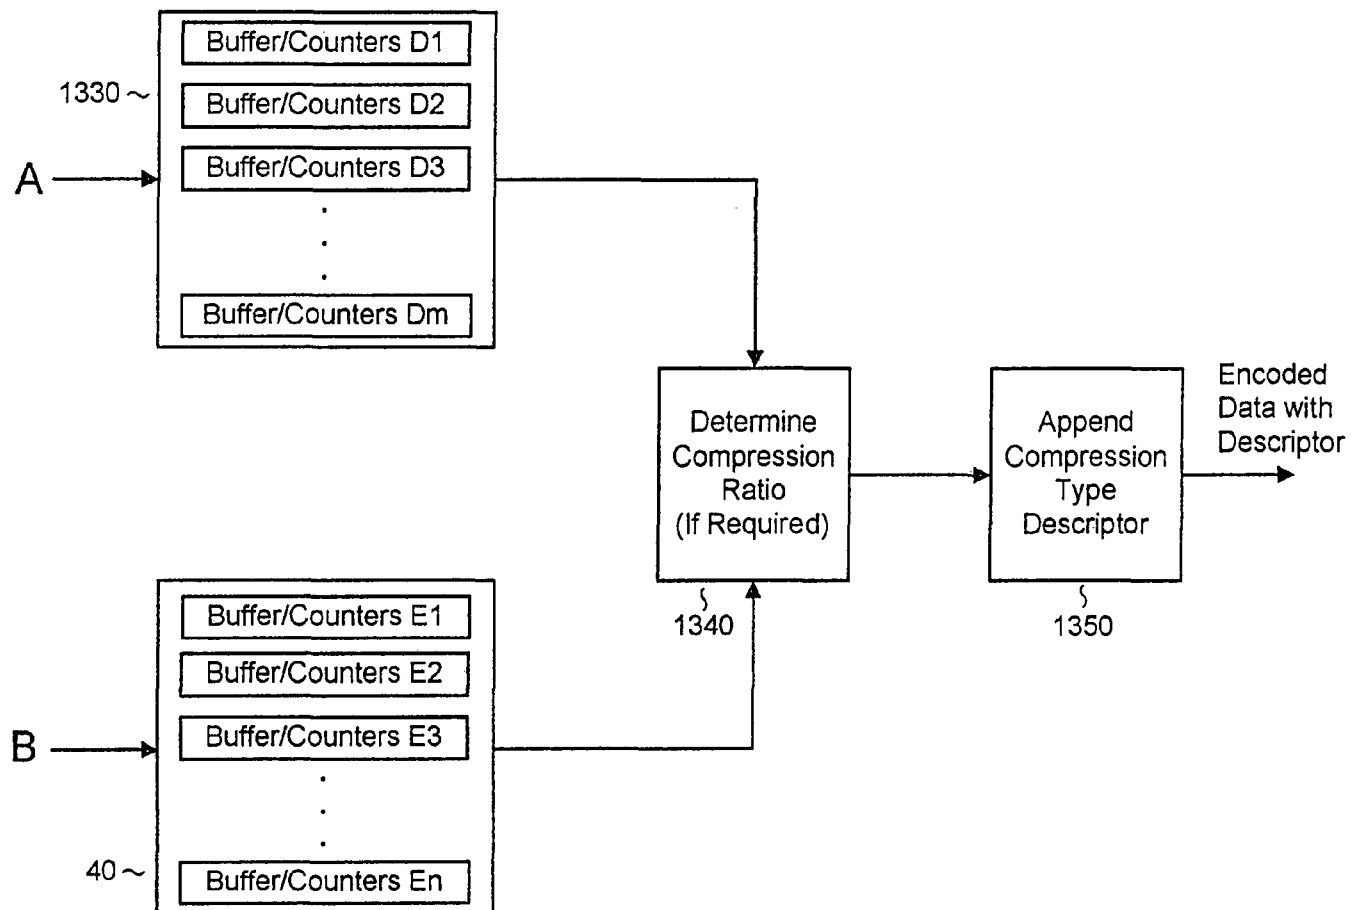 Buffer/Counters D1
1330
Buffer/Counters D2
A
Buffer/Counters D3
Buffer/Counters Dm
Determine
Compression
Ratio
(If Required)
1340
Append
Compression
Type
Descriptor
1350
Encoded
Data with
Descriptor
Buffer/Counters E1
Buffer/Counters E2
B
Buffer/Counters E3
40
Buffer/Counters En